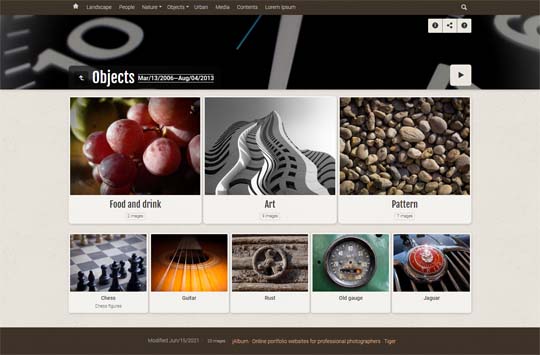 Landscape People Nature Objects Urban Media Contents Lorem Ipsum
Objects Mar/13/2006—Aug/04/2013
Food and drink
2 images
Art
9 images
Pattern
7 images
Chess
Chess figures
Guitar
Rust
Old gauge
Jaguar
Modified Jun/15/2021 23 images jAlbum · Online portfolio websites for professional photographers · Tiger